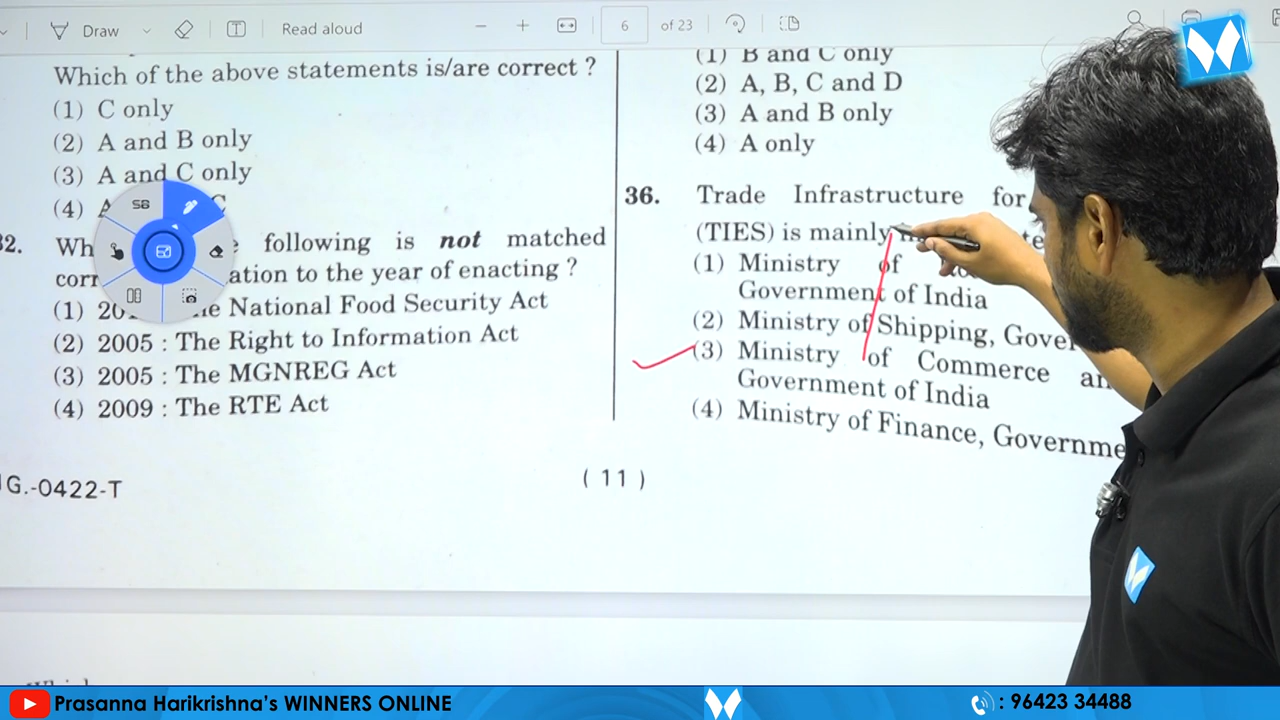 Draw
Read aloud
6
of 23
Which of the above statements is/are correct ?
(1) C only
(2) A and B only
(3) A and C only
(4)
SB
32.
following is not matched
ation to the year of enacting ?
(1) National Food Security Act
(2) 2005 : The Right to Information Act
(3) 2005 : The MGNREG Act
(4) 2009 : The RTE Act
G.-0422-T
( 11 )
(1) B and C only
(2) A, B, C and D
(3) A and B only
(4) A only
36. Trade Infrastructure for
(TIES) is mainly
(1) Ministry of
Government of India
(2) Ministry of Shipping,
(3) Ministry of Commerce
Government of India
(4) Ministry of Finance,
Prasanna Harikrishna's WINNERS ONLINE
: 96423 34488